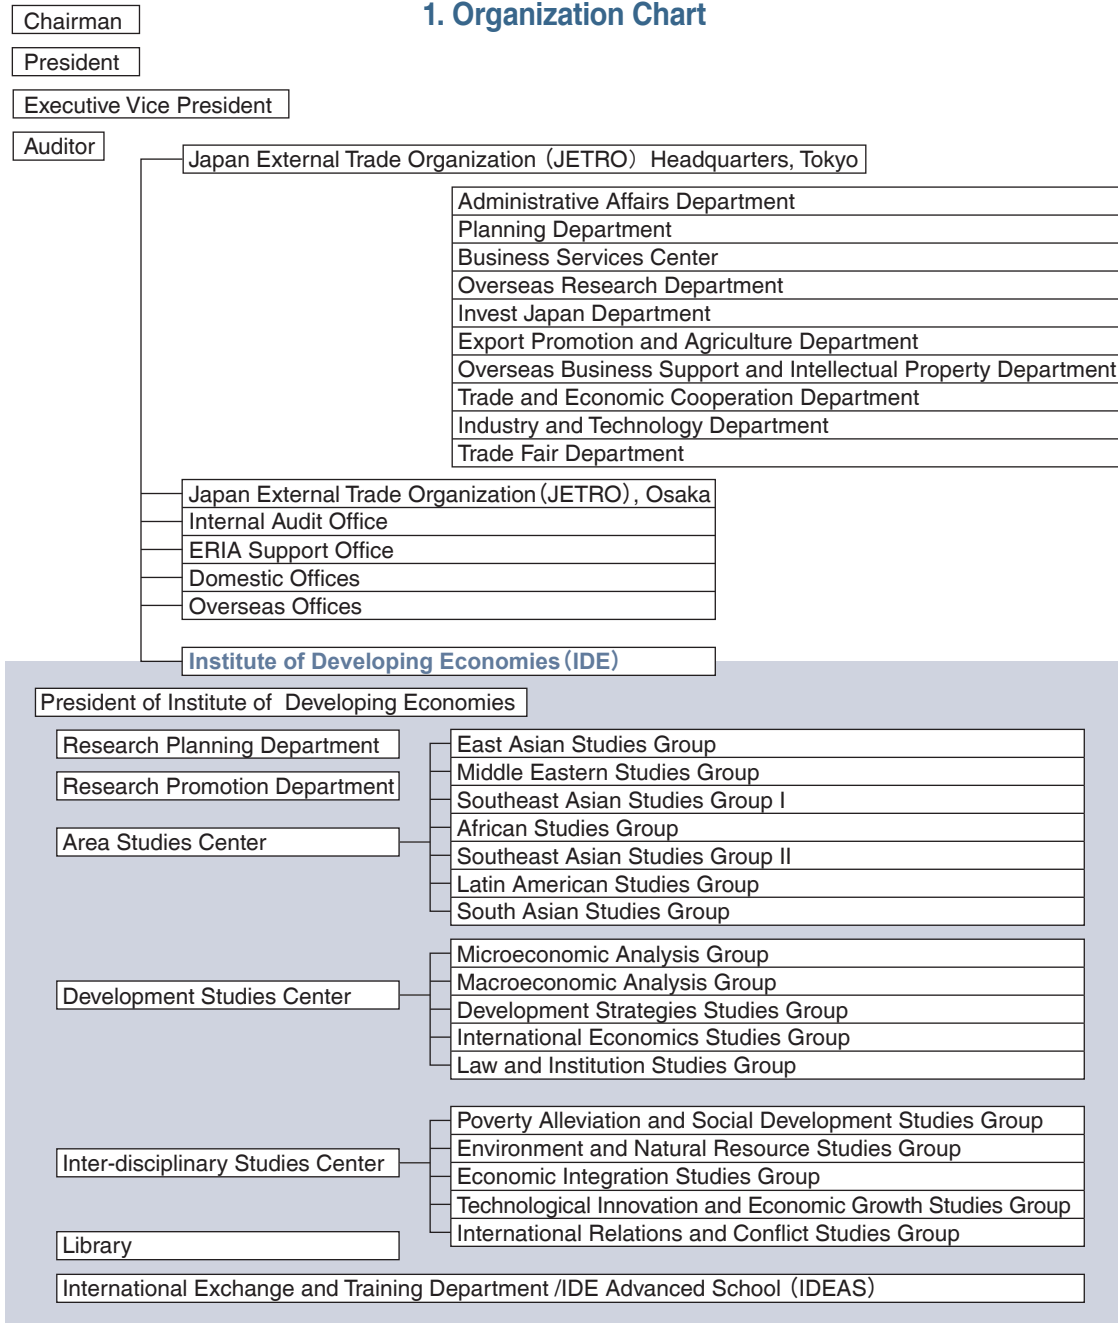 1. Organization Chart
Chairman
President
Executive Vice President
Auditor
Japan External Trade Organization (JETRO) Headquarters, Tokyo
Administrative Affairs Department
Planning Department
Business Services Center
Overseas Research Department
Invest Japan Department
Export Promotion and Agriculture Department
Overseas Business Support and Intellectual Property Department
Trade and Economic Cooperation Department
Industry and Technology Department
Trade Fair Department
Japan External Trade Organization (JETRO), Osaka
Internal Audit Office
ERIA Support Office
Domestic Offices
Overseas Offices
Institute of Developing Economies (IDE)
President of Institute of Developing Economies
Research Planning Department
Research Promotion Department
Area Studies Center
East Asian Studies Group
Middle Eastern Studies Group
Southeast Asian Studies Group I
African Studies Group
Southeast Asian Studies Group II
Latin American Studies Group
South Asian Studies Group
Development Studies Center
Microeconomic Analysis Group
Macroeconomic Analysis Group
Development Strategies Studies Group
International Economics Studies Group
Law and Institution Studies Group
Inter-disciplinary Studies Center
Poverty Alleviation and Social Development Studies Group
Environment and Natural Resource Studies Group
Economic Integration Studies Group
Technological Innovation and Economic Growth Studies Group
International Relations and Conflict Studies Group
Library
International Exchange and Training Department /IDE Advanced School (IDEAS)